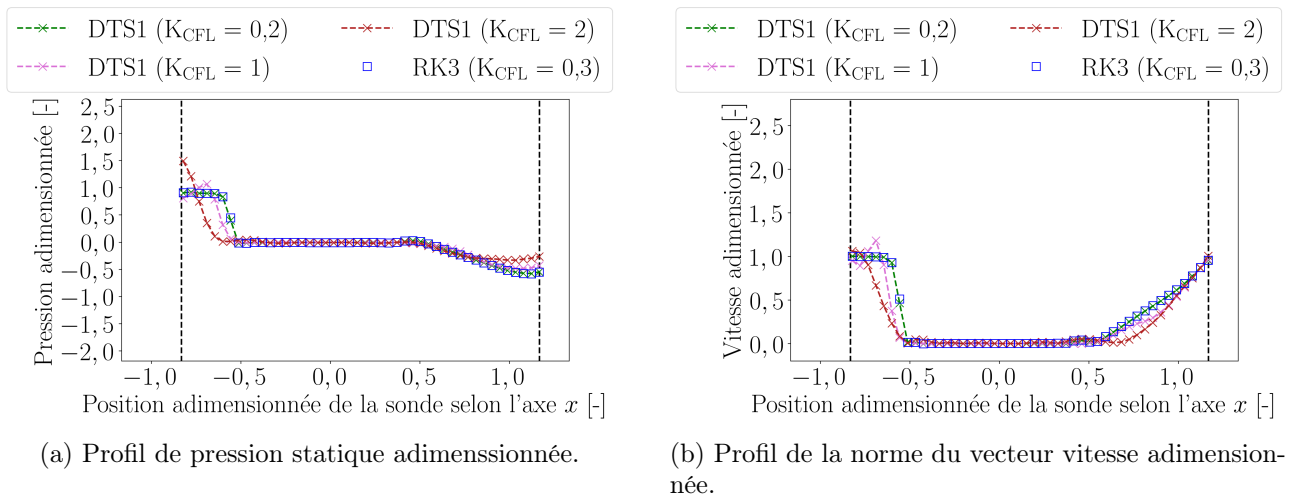 DTS1 (K_CFL = 0,2)
DTS1 (K_CFL = 2)
DTS1 (K_CFL = 1)
RK3 (K_CFL = 0,3)
Pression adimensionnée [-]
2, 5
2, 0
1, 5
1, 0
0, 5
0, 0
−0, 5
−1, 0
−1, 5
−2, 0
−1, 0
−0, 5
0, 0
0, 5
1, 0
Position adimensionnée de la sonde selon l'axe x [-]
(a) Profil de pression statique adimenssionnée.
DTS1 (K_CFL = 0,2)
DTS1 (K_CFL = 2)
DTS1 (K_CFL = 1)
RK3 (K_CFL = 0,3)
Vitesse adimensionnée [-]
2, 5
2, 0
1, 5
1, 0
0, 5
0, 0
−1, 0
−0, 5
0, 0
0, 5
1, 0
Position adimensionnée de la sonde selon l'axe x [-]
(b) Profil de la norme du vecteur vitesse adimension-
née.